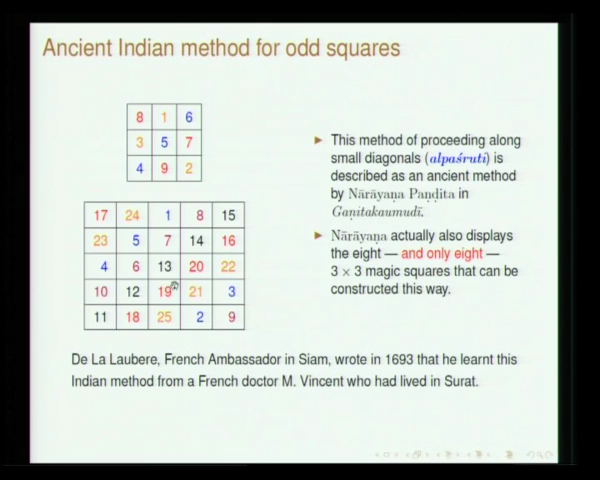 Ancient Indian method for odd squares
8 1 6
3 5 7
4 9 2
17 24 1 8 15
23 5 7 14 16
4 6 13 20 22
10 12 19 21 3
11 18 25 2 9
This method of proceeding along
small diagonals (alpaśruti) is
described as an ancient method
by Nārāyaṇa Paṇḍita in
Gaṇitakaumudī.
Nārāyaṇa actually also displays
the eight — and only eight —
3 × 3 magic squares that can be
constructed this way.
De La Laubere, French Ambassador in Siam, wrote in 1693 that he learnt this
Indian method from a French doctor M. Vincent who had lived in Surat.